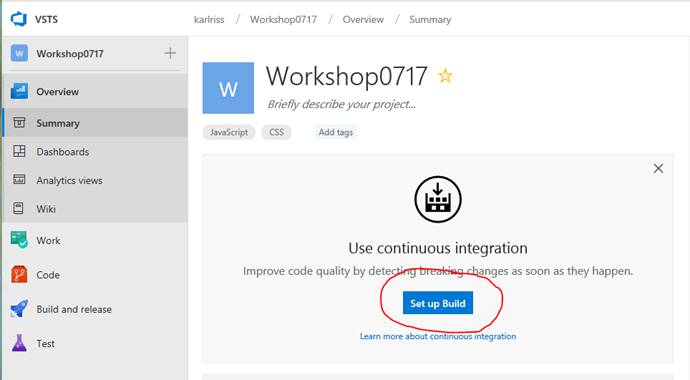 VSTS
karlriss / Workshop0717 / Overview / Summary
W Workshop0717 +
Overview
Summary
Dashboards
Analytics views
Wiki
Work
Code
Build and release
Test
W
Workshop0717
Briefly describe your project...
JavaScript CSS Add tags
Use continuous integration
Improve code quality by detecting breaking changes as soon as they happen.
Set up Build
Learn more about continuous integration